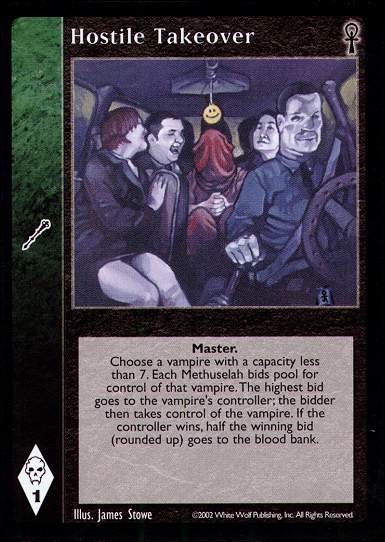 Hostile Takeover
Master.
Choose a vampire with a capacity less
than 7. Each Methuselah bids pool for
control of that vampire. The highest bid
goes to the vampire's controller; the bidder
then takes control of the vampire. If the
controller wins, half the winning bid
(rounded up) goes to the blood bank.
1
Illus. James Stowe
©2002 White Wolf Publishing, Inc. All Rights Reserved.